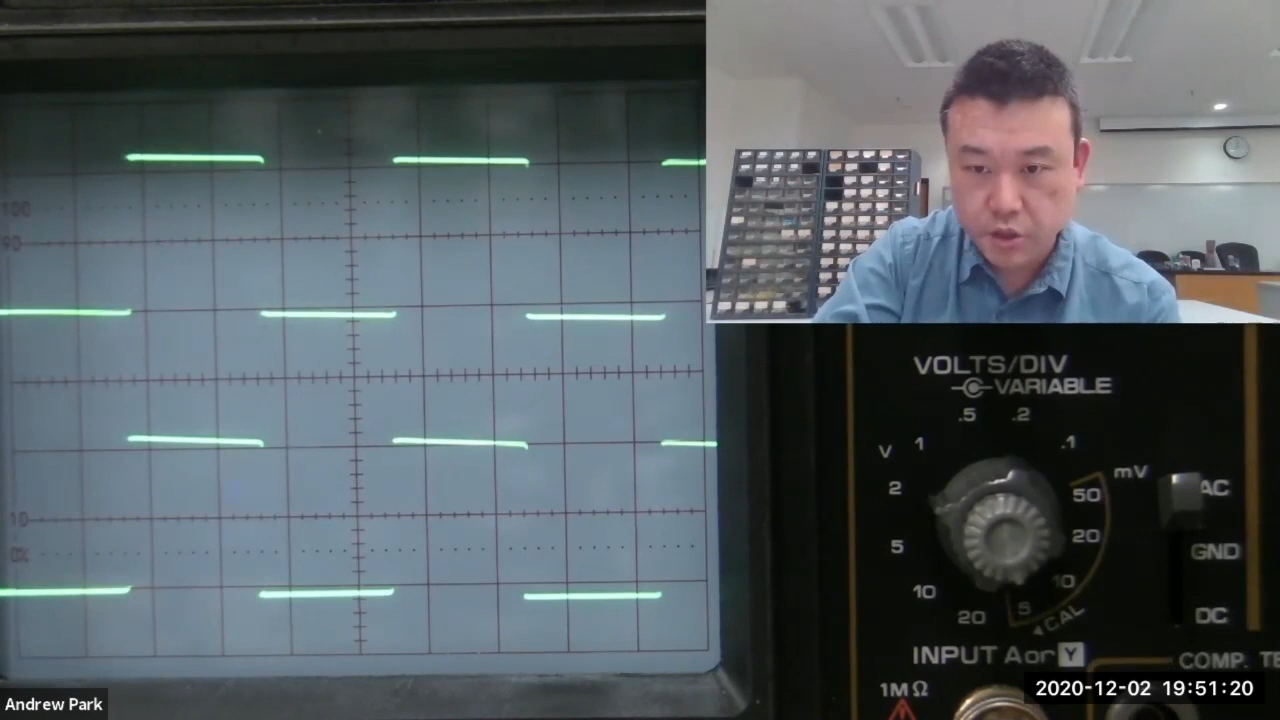 100
90
10
0%
VOLTS/DIV
VARIABLE
.5 .2
V 1 .1
mV
2 50
5 20
10 10
20 5
CAL
AC
GND
DC
INPUT A or Y
COMP. TE
1MΩ
2020-12-02 19:51:20
Andrew Park